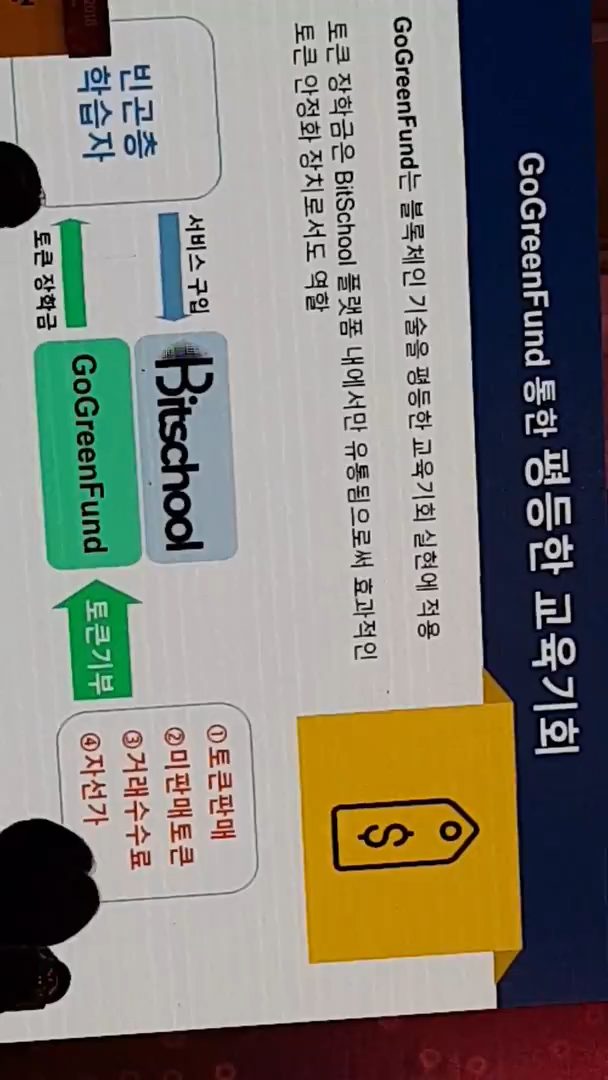 2018
GoGreenFund 통한 평등한 교육기회
GoGreenFund는 블록체인 기술을 평등한 교육기회 실현에 적용
토큰 장학금은 BitSchool 플랫폼 내에서만 유통됨으로써 효과적인
토큰 안정화 장치로서도 역할
빈곤층
학습자
서비스 구입
토큰 장학금
Bitschool
GoGreenFund
토큰기부
①토큰판매
②미판매토큰
③거래수수료
④자선가
$